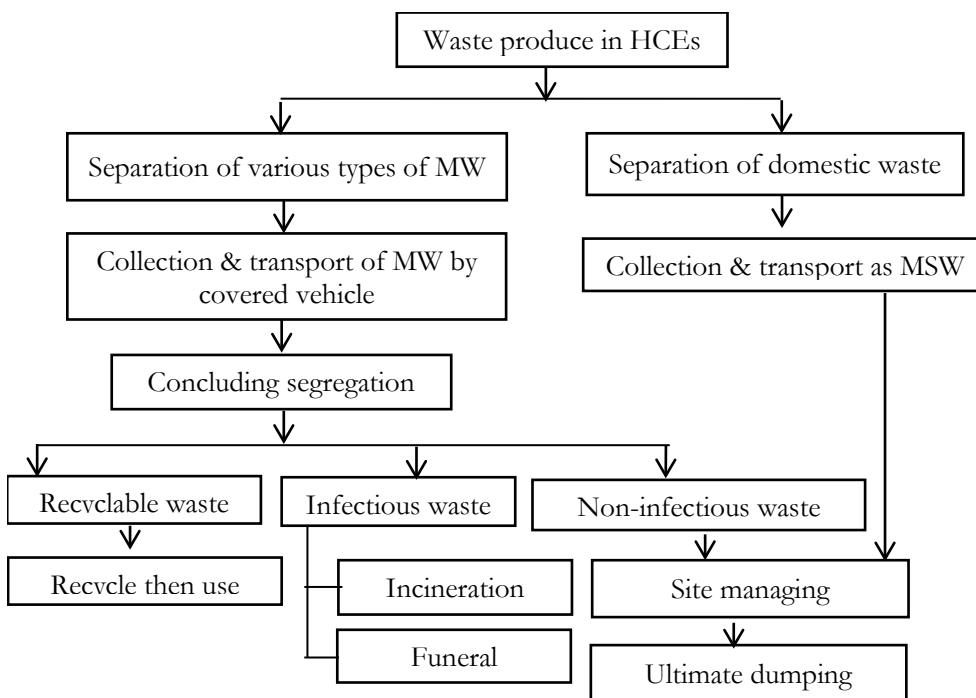 Waste produce in HCEs
Separation of various types of MW
Separation of domestic waste
Collection & transport of MW by
covered vehicle
Collection & transport as MSW
Concluding segregation
Recyclable waste
Infectious waste
Non-infectious waste
Recycle then use
Incineration
Site managing
Funeral
Ultimate dumping